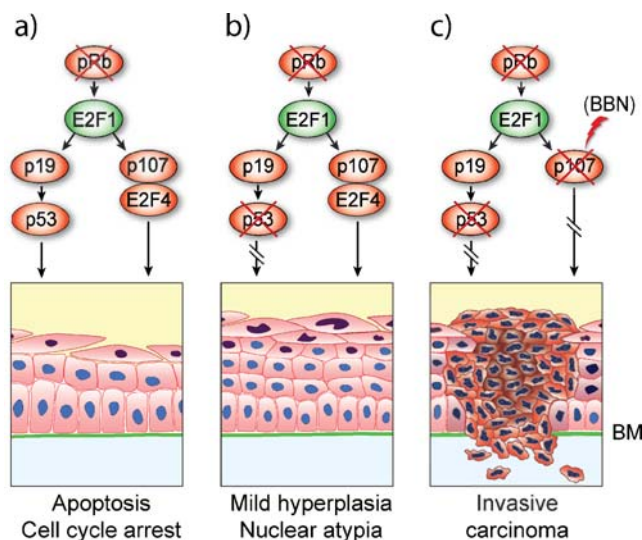 a)
pRb
E2F1
p19
p107
p53
E2F4
Apoptosis
Cell cycle arrest
b)
pRb
E2F1
p19
p107
p53
E2F4
Mild hyperplasia
Nuclear atypia
c)
pRb
(BBN)
E2F1
p19
p107
p53
BM
Invasive
carcinoma